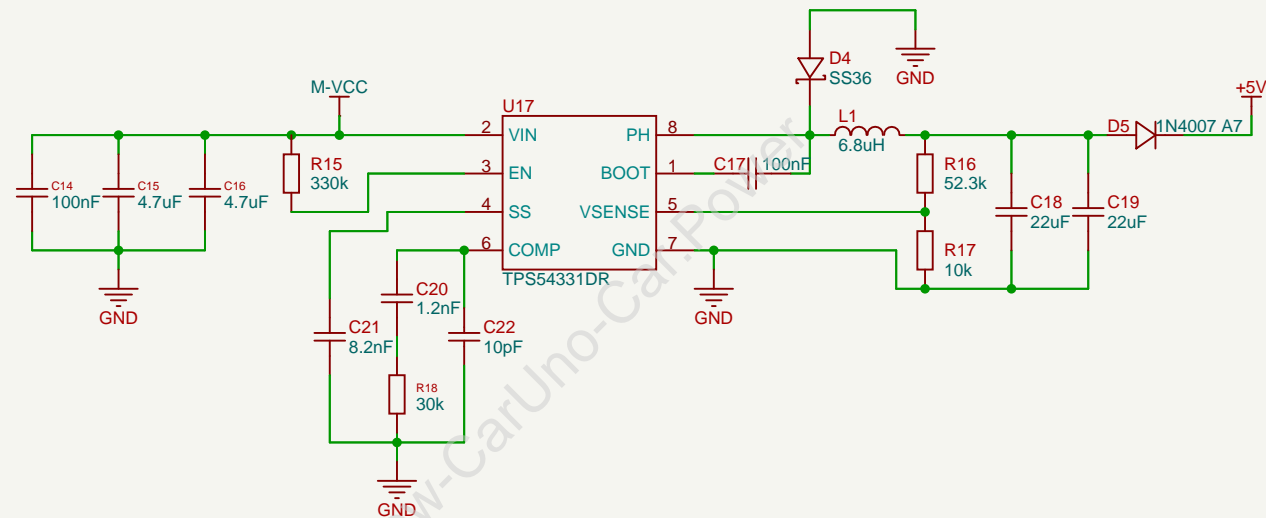 D4
SS36
GND
+5V
M-VCC
U17
L1
6.8uH
D5
1N4007 A7
2
VIN
PH
8
R15
330k
3
EN
BOOT
1
C17
100nF
R16
52.3k
C14
100nF
C15
4.7uF
C16
4.7uF
4
SS
VSENSE
5
C18
22uF
C19
22uF
6
COMP
GND
7
R17
10k
TPS54331DR
GND
GND
C20
1.2nF
C21
8.2nF
C22
10pF
R18
30k
GND
w-CarUno-Car.Power